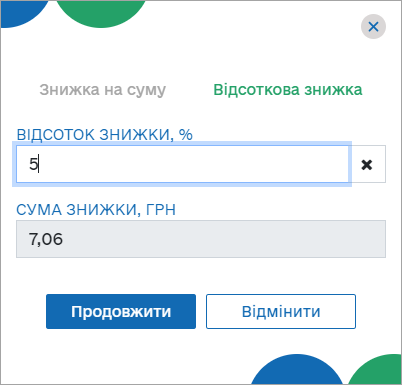 Знижка на суму Відсоткова знижка
ВІДСОТОК ЗНИЖКИ, %
5
СУМА ЗНИЖКИ, ГРН
7,06
Продовжити Відмінити